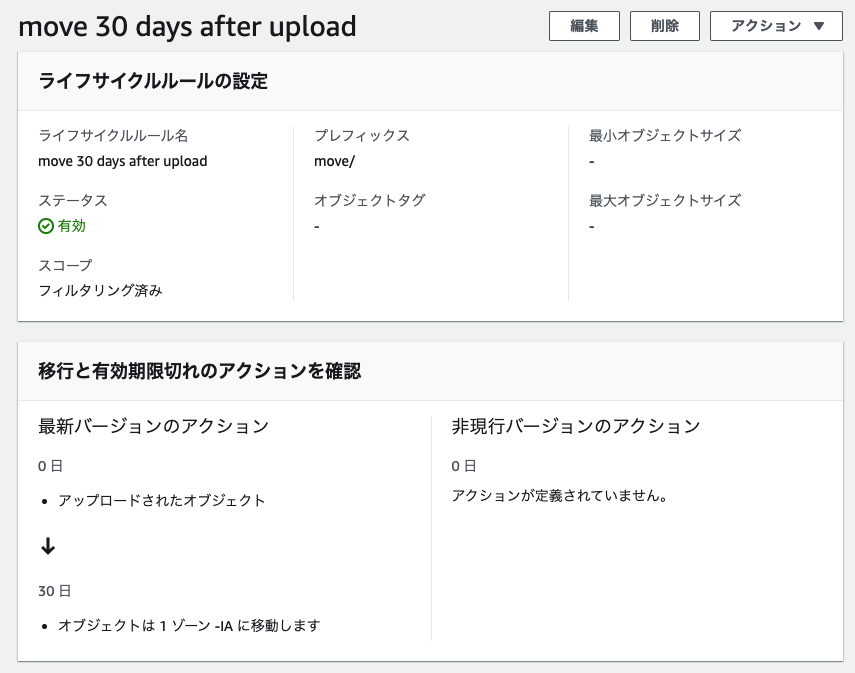 move 30 days after upload
編集
削除
アクション ▼
ライフサイクルルールの設定
ライフサイクルルール名
move 30 days after upload
ステータス
有効
スコープ
フィルタリング済み
プレフィックス
move/
オブジェクトタグ
-
最小オブジェクトサイズ
-
最大オブジェクトサイズ
-
移行と有効期限切れのアクションを確認
最新バージョンのアクション
0 日
• アップロードされたオブジェクト
↓
30 日
• オブジェクトは 1 ゾーン -IA に移動します
非現行バージョンのアクション
0 日
アクションが定義されていません。